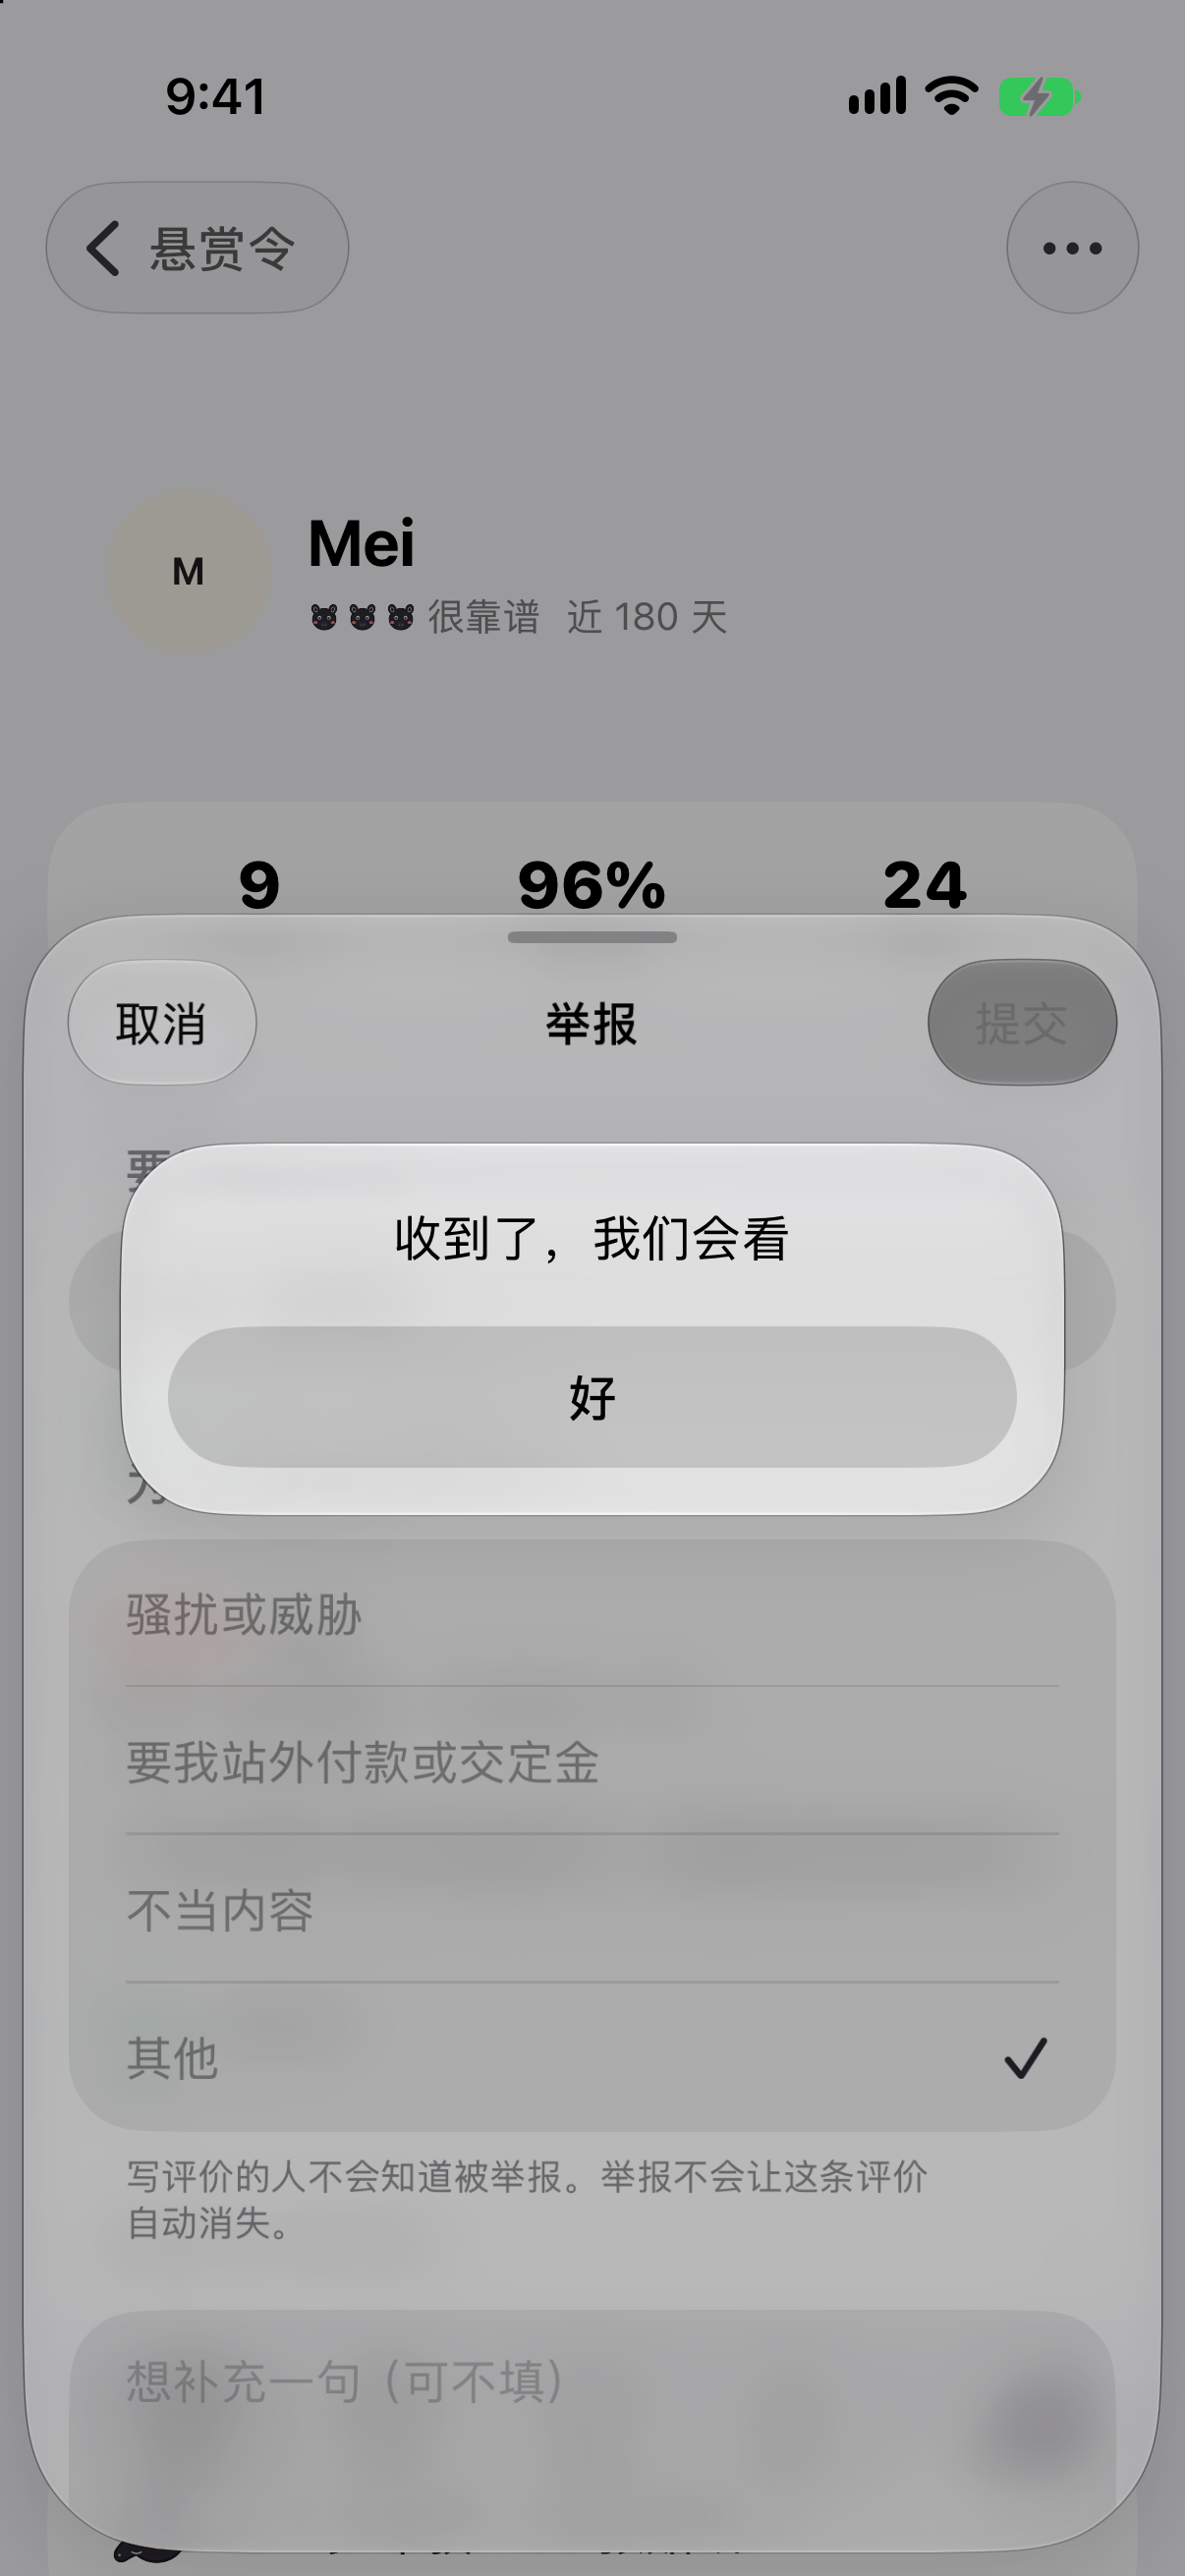 9:41
悬赏令
M
Mei
很靠谱 近 180 天
9 96% 24
取消 举报 提交
收到了，我们会看
好
骚扰或威胁
要我站外付款或交定金
不当内容
其他
写评价的人不会知道被举报。举报不会让这条评价
自动消失。
想补充一句（可不填）